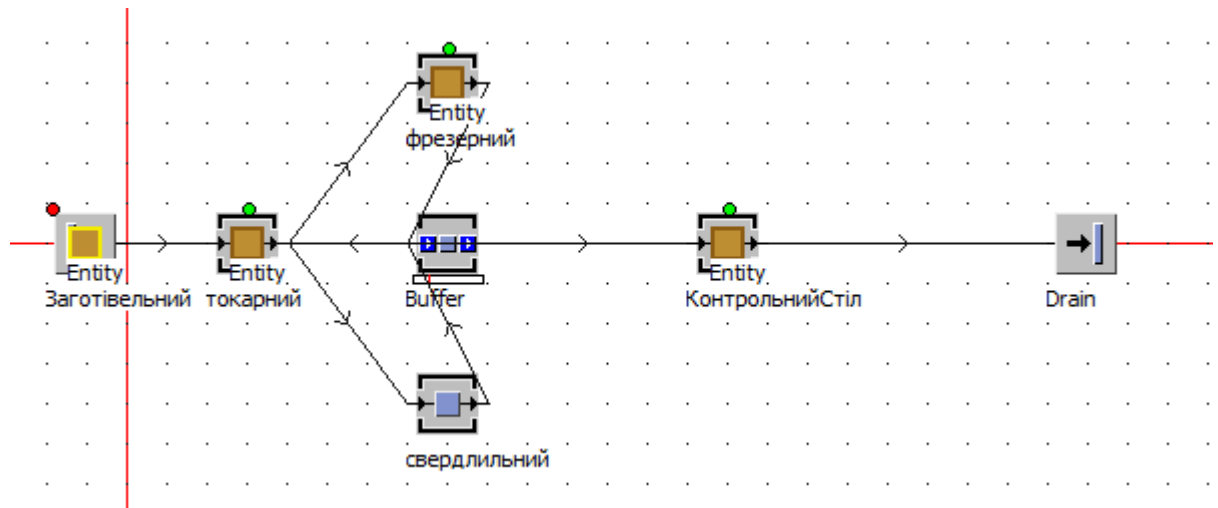 Entity
фрезерний
Entity
Entity
Entity
Заготівельний
токарний
Buffer
КонтрольнийСтіл
Drain
свердлильний